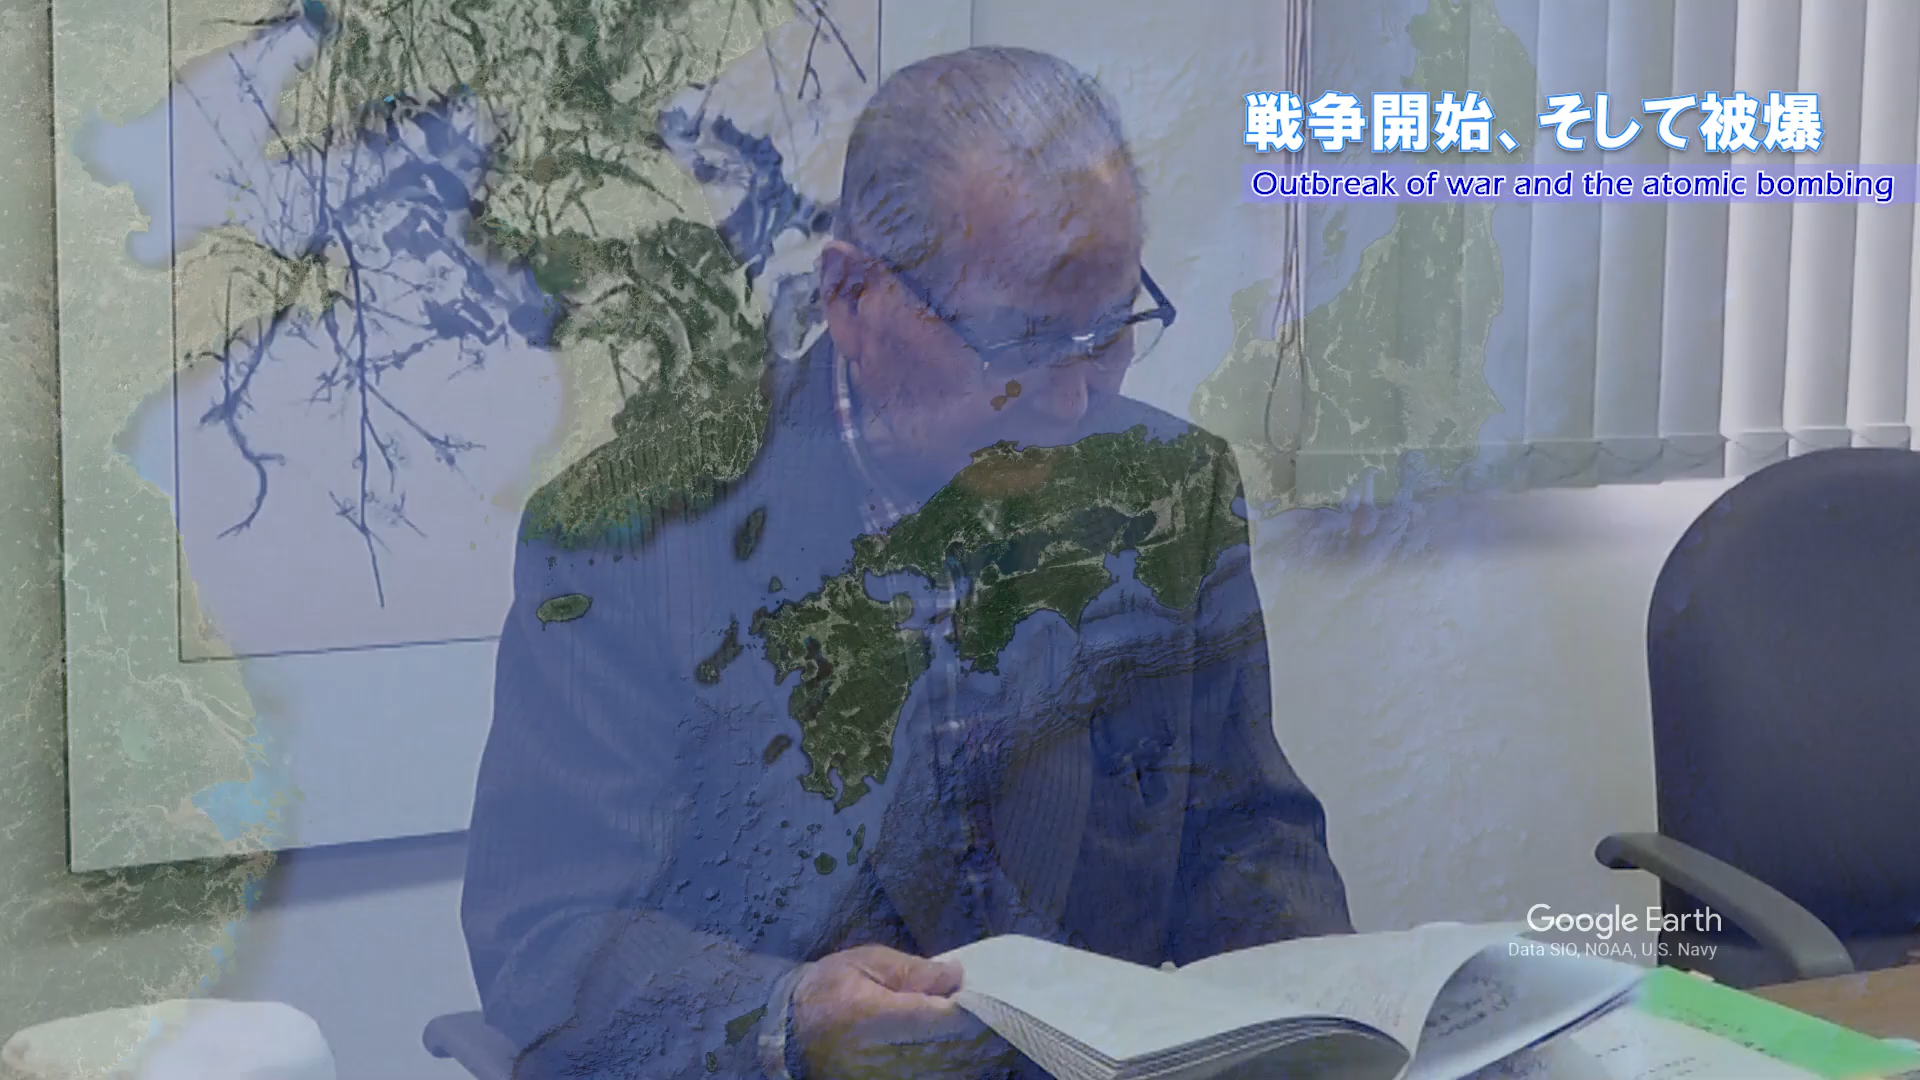 戦争開始、そして被爆
Outbreak of war and the atomic bombing
Google Earth
Data SIO, NOAA, U.S. Navy